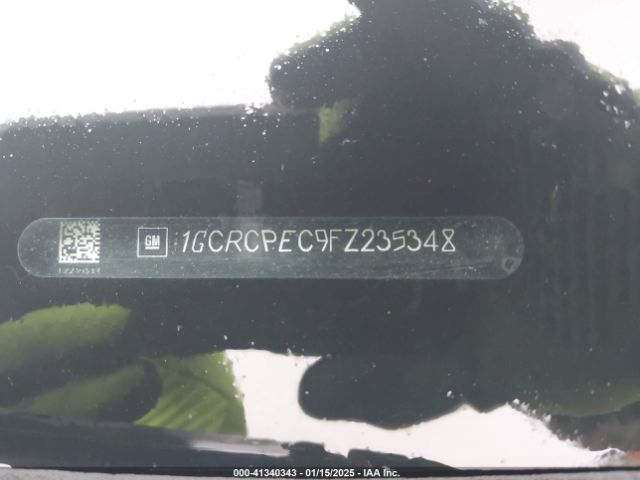 GM 1GCRCPEC9FZ235348
000-41340343 - 01/15/2025 - IAA Inc.